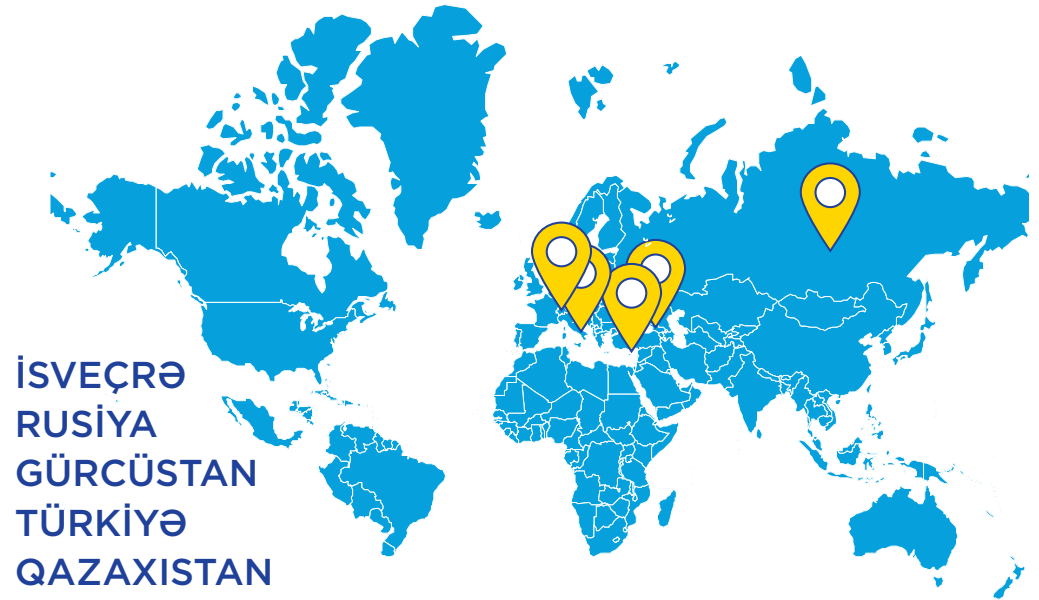 İSVEÇRƏ
RUSİYA
GÜRCÜSTAN
TÜRKİYƏ
QAZAXISTAN